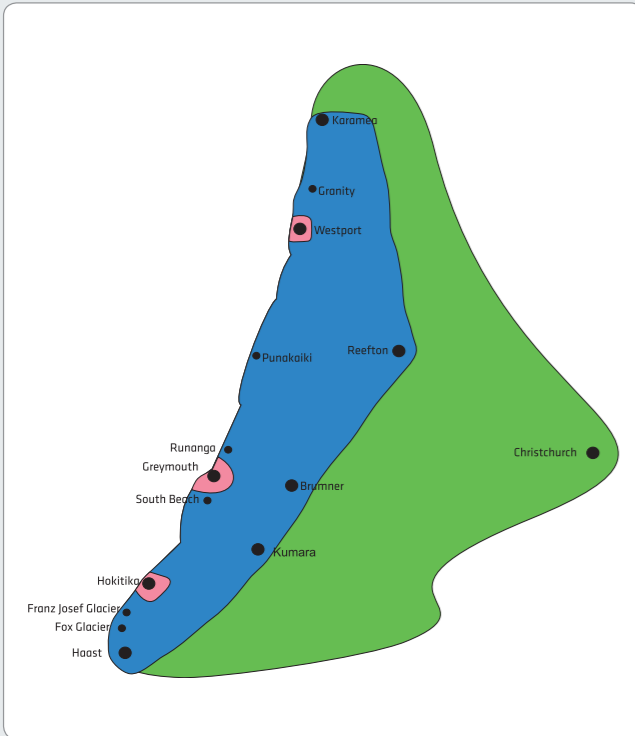 Karamea
Granity
Westport
Reefton
Punakaiki
Runanga
Christchurch
Greymouth
Brunner
South Beach
Kumara
Hokitika
Franz Josef Glacier
Fox Glacier
Haast